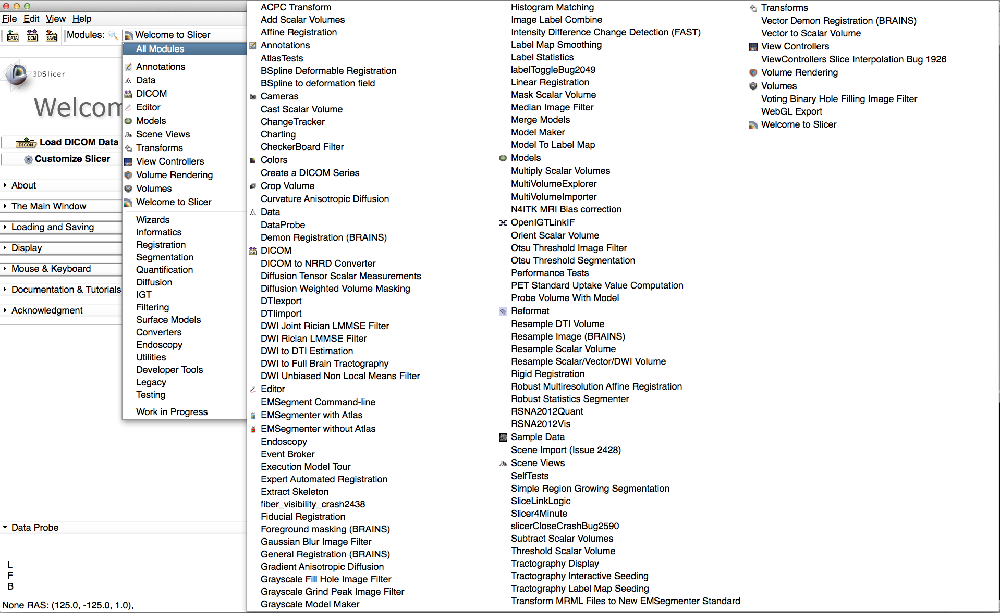 File Edit View Help
DATA DCM SAVE Modules: Welcome to Slicer
3DSlicer
Welcom
Load DICOM Data
Customize Slicer
About
The Main Window
Loading and Saving
Display
Mouse & Keyboard
Documentation & Tutorials
Acknowledgment
Data Probe
L
F
B
None RAS: (125.0, -125.0, 1.0),
All Modules
Annotations
Data
DICOM
Editor
Models
Scene Views
Transforms
View Controllers
Volume Rendering
Volumes
Welcome to Slicer
Wizards
Informatics
Registration
Segmentation
Quantification
Diffusion
IGT
Filtering
Surface Models
Converters
Endoscopy
Utilities
Developer Tools
Legacy
Testing
Work in Progress
ACPC Transform
Add Scalar Volumes
Affine Registration
Annotations
AtlasTests
BSpline Deformable Registration
BSpline to deformation field
Cameras
Cast Scalar Volume
ChangeTracker
Charting
CheckerBoard Filter
Colors
Create a DICOM Series
Crop Volume
Curvature Anisotropic Diffusion
Data
DataProbe
Demon Registration (BRAINS)
DICOM
DICOM to NRRD Converter
Diffusion Tensor Scalar Measurements
Diffusion Weighted Volume Masking
DTIexport
DTIimport
DWI Joint Rician LMMSE Filter
DWI Rician LMMSE Filter
DWI to DTI Estimation
DWI to Full Brain Tractography
DWI Unbiased Non Local Means Filter
Editor
EMSegment Command-line
EMSegmenter with Atlas
EMSegmenter without Atlas
Endoscopy
Event Broker
Execution Model Tour
Expert Automated Registration
Extract Skeleton
fiber_visibility_crash2438
Fiducial Registration
Foreground masking (BRAINS)
Gaussian Blur Image Filter
General Registration (BRAINS)
Gradient Anisotropic Diffusion
Grayscale Fill Hole Image Filter
Grayscale Grind Peak Image Filter
Grayscale Model Maker
Histogram Matching
Image Label Combine
Intensity Difference Change Detection (FAST)
Label Map Smoothing
Label Statistics
labelToggleBug2049
Linear Registration
Mask Scalar Volume
Median Image Filter
Merge Models
Model Maker
Model To Label Map
Models
Multiply Scalar Volumes
MultiVolumeExplorer
MultiVolumeImporter
N4ITK MRI Bias correction
OpenIGTLinkIF
Orient Scalar Volume
Otsu Threshold Image Filter
Otsu Threshold Segmentation
Performance Tests
PET Standard Uptake Value Computation
Probe Volume With Model
Reformat
Resample DTI Volume
Resample Image (BRAINS)
Resample Scalar Volume
Resample Scalar/Vector/DWI Volume
Rigid Registration
Robust Multiresolution Affine Registration
Robust Statistics Segmenter
RSNA2012Quant
RSNA2012Vis
Sample Data
Scene Import (Issue 2428)
Scene Views
SelfTests
Simple Region Growing Segmentation
SliceLinkLogic
Slicer4Minute
slicerCloseCrashBug2590
Subtract Scalar Volumes
Threshold Scalar Volume
Tractography Display
Tractography Interactive Seeding
Tractography Label Map Seeding
Transform MRML Files to New EMSegmenter Standard
Transforms
Vector Demon Registration (BRAINS)
Vector to Scalar Volume
View Controllers
ViewControllers Slice Interpolation Bug 1926
Volume Rendering
Volumes
Voting Binary Hole Filling Image Filter
WebGL Export
Welcome to Slicer